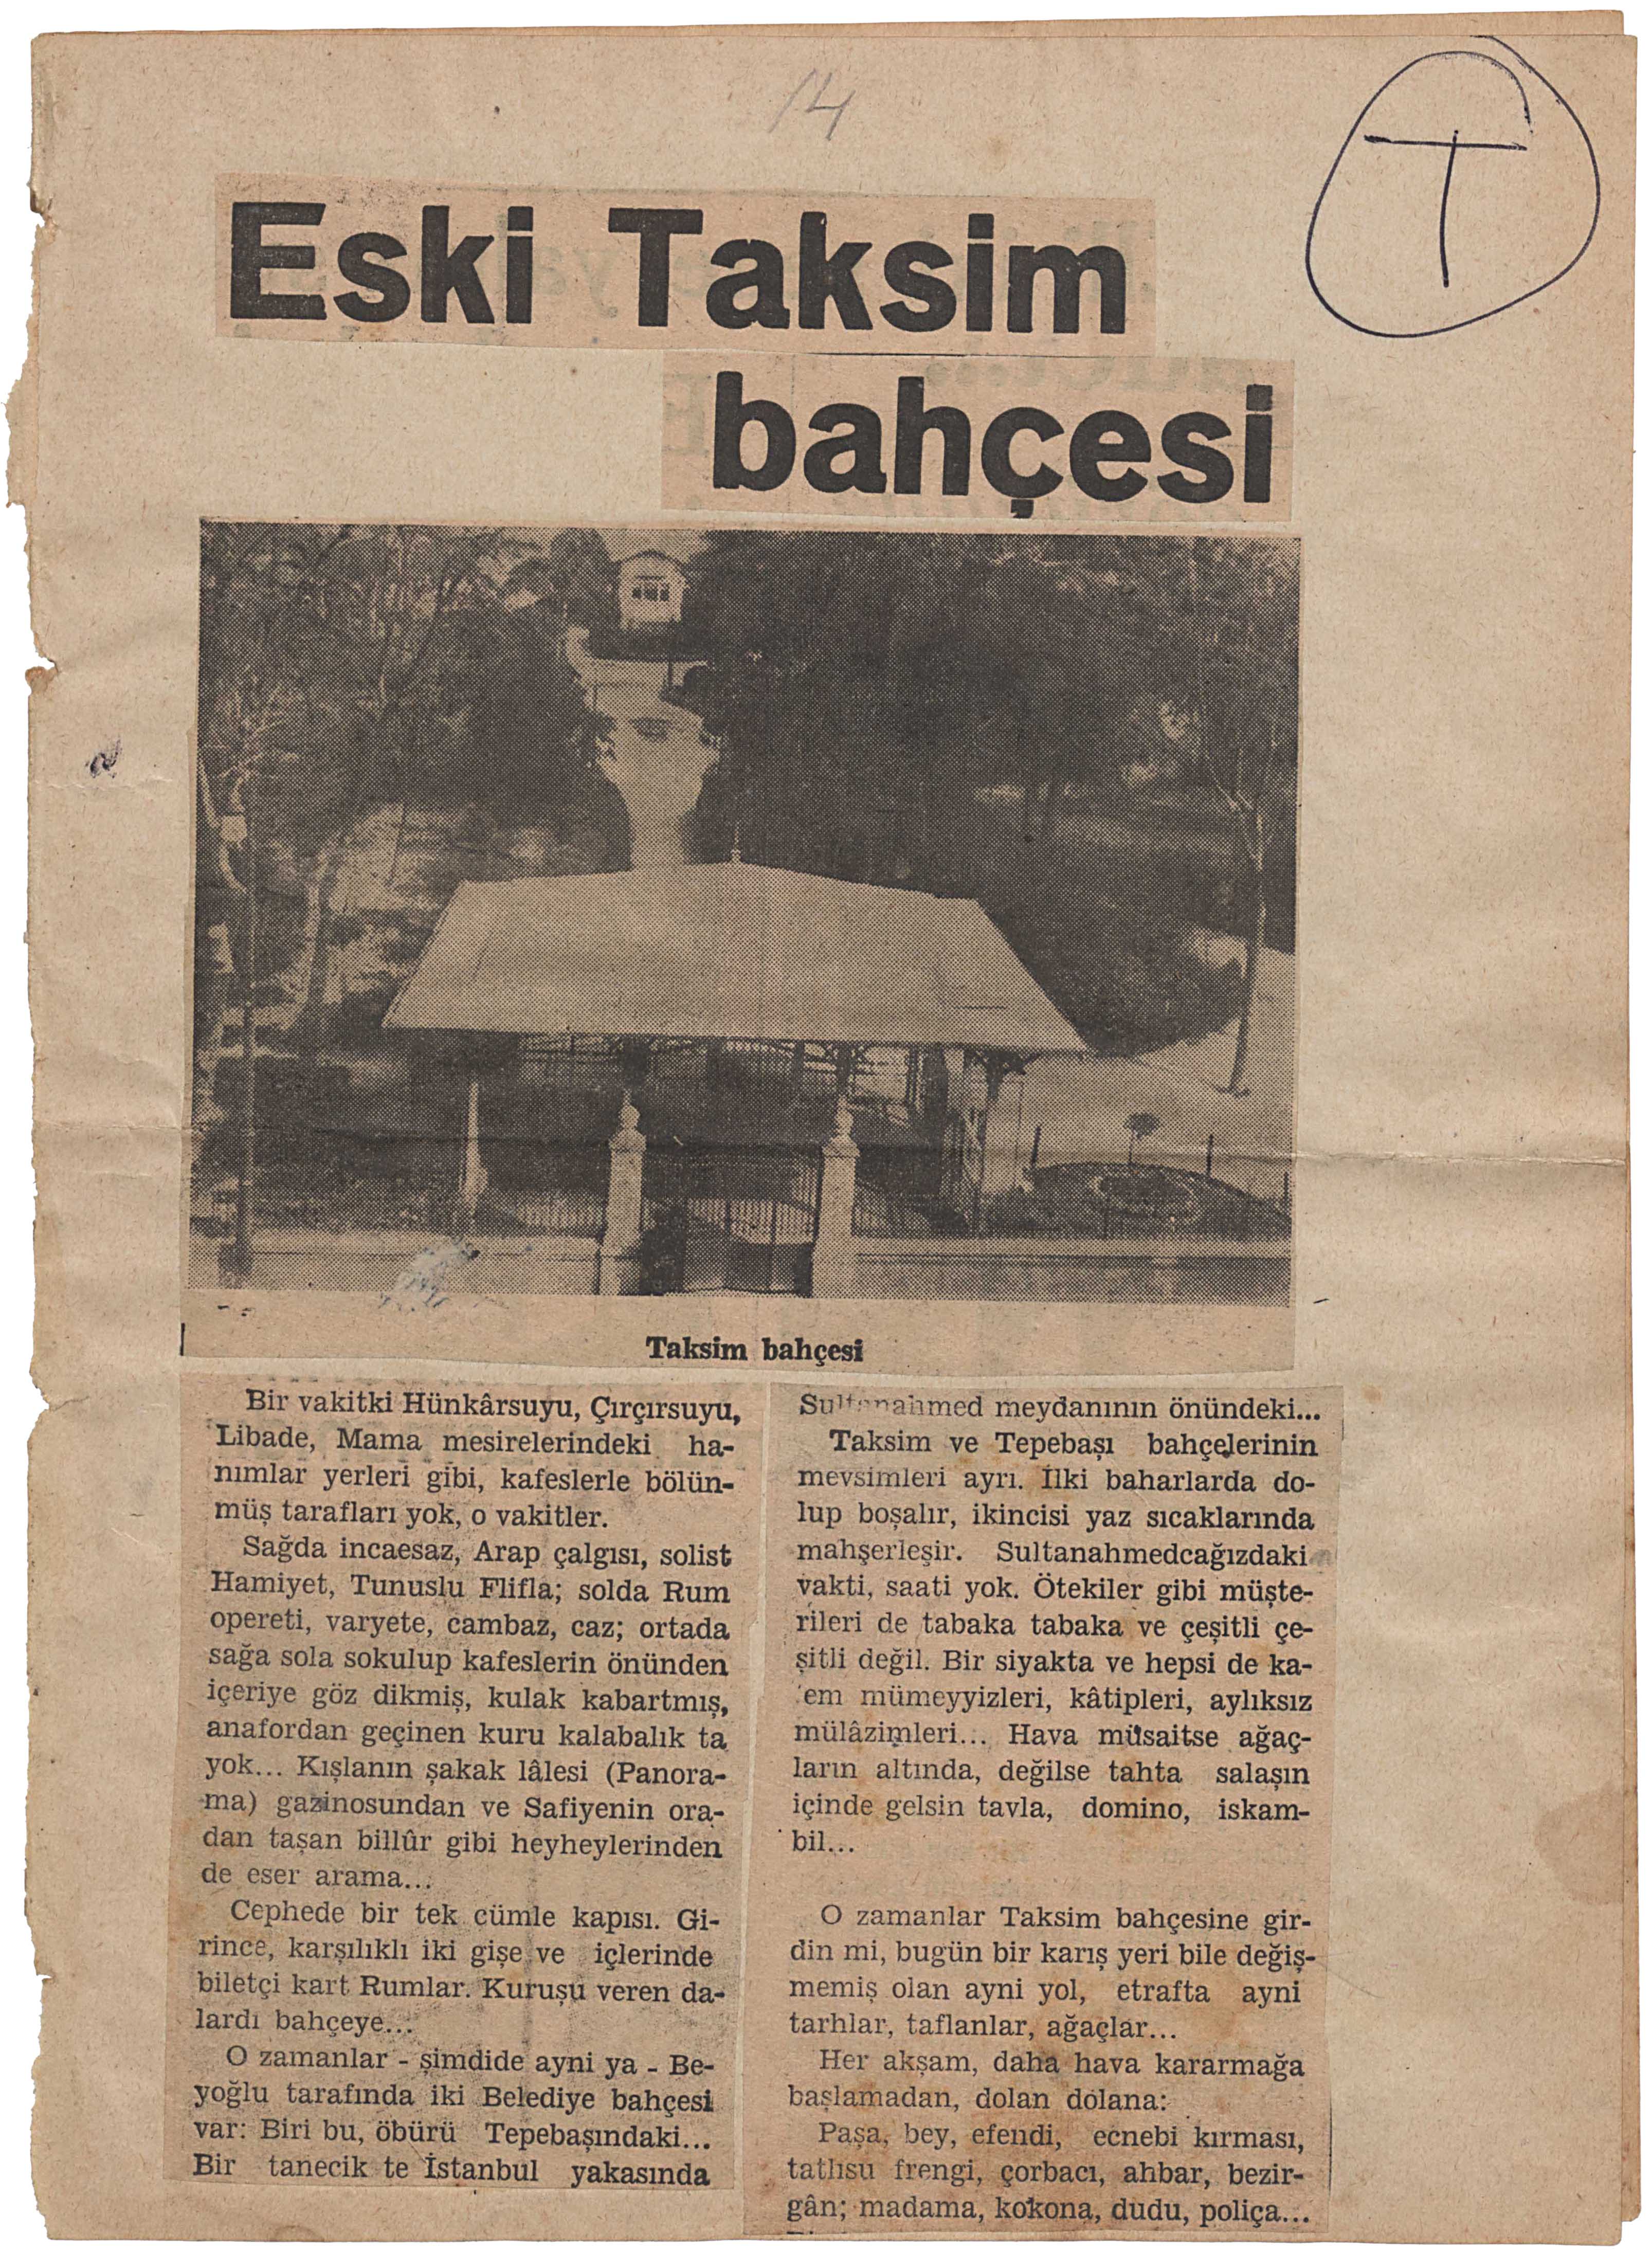 14
T
Eski Taksim
bahçesi
Taksim bahçesi
Bir vakitki Hünkârsuyu, Çırçırsuyu,
Libade, Mama mesirelerindeki ha-
nımlar yerleri gibi, kafeslerle bölün-
müş tarafları yok, o vakitler.
Sağda incaesaz, Arap çalgısı, solist
Hamiyet, Tunuslu Flifla; solda Rum
opereti, varyete, cambaz, caz; ortada
sağa sola sokulup kafeslerin önünden
içeriye göz dikmiş, kulak kabartmış,
anafordan geçinen kuru kalabalık ta
yok... Kışlanın şakak lâlesi (Panora-
ma) gazinosundan ve Safiyenin ora-
dan taşan billûr gibi heyheylerinden
de eser arama...
Cephede bir tek cümle kapısı. Gi-
rince, karşılıklı iki gişe ve içlerinde
biletçi kart Rumlar. Kuruşu veren da-
lardı bahçeye...
O zamanlar - şimdide ayni ya - Be-
yoğlu tarafında iki Belediye bahçesi
var: Biri bu, öbürü Tepebaşındaki...
Bir tanecik te İstanbul yakasında
Sultanahmed meydanının önündeki...
Taksim ve Tepebaşı bahçelerinin
mevsimleri ayrı. İlki baharlarda do-
lup boşalır, ikincisi yaz sıcaklarında
mahşerleşir. Sultanahmedcağızdaki
vakti, saati yok. Ötekiler gibi müşte-
rileri de tabaka tabaka ve çeşitli çe-
şitli değil. Bir siyakta ve hepsi de ka-
em mümeyyizleri, kâtipleri, aylıksız
mülâzimleri... Hava müsaitse ağaç-
ların altında, değilse tahta salaşın
içinde gelsin tavla, domino, iskam-
bil...
O zamanlar Taksim bahçesine gir-
din mi, bugün bir karış yeri bile değiş-
memiş olan ayni yol, etrafta ayni
tarhlar, taflanlar, ağaçlar...
Her akşam, daha hava kararmağa
başlamadan, dolan dolana:
Paşa, bey, efendi, ecnebi kırması,
tatlısu frengi, çorbacı, ahbar, bezir-
gân; madama, kokona, dudu, poliça...